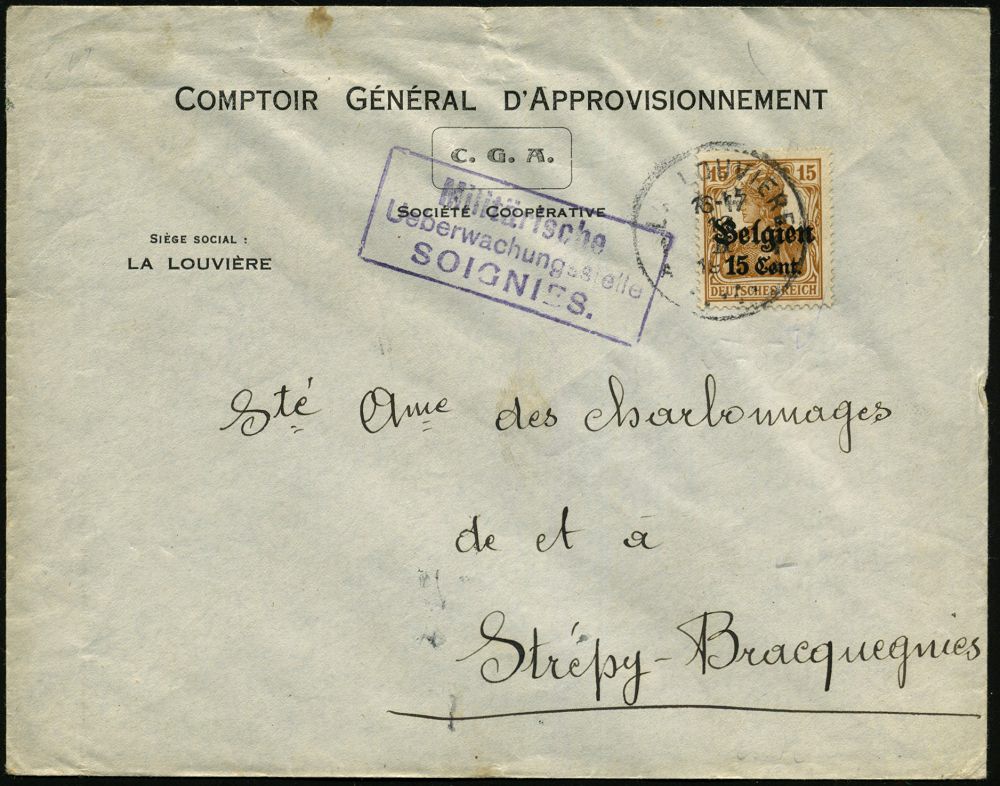 COMPTOIR GÉNÉRAL D'APPROVISIONNEMENT
C. G. A.
SOCIÉTÉ COOPÉRATIVE
SIÈGE SOCIAL :
LA LOUVIÈRE
Militärische
Ueberwachungsstelle
SOIGNIES.
LOUVIERE
15 15
Belgien
15 Cent.
DEUTSCHES REICH
Sté Ame des charbonnages
de et à
Strépy-Bracquegnies